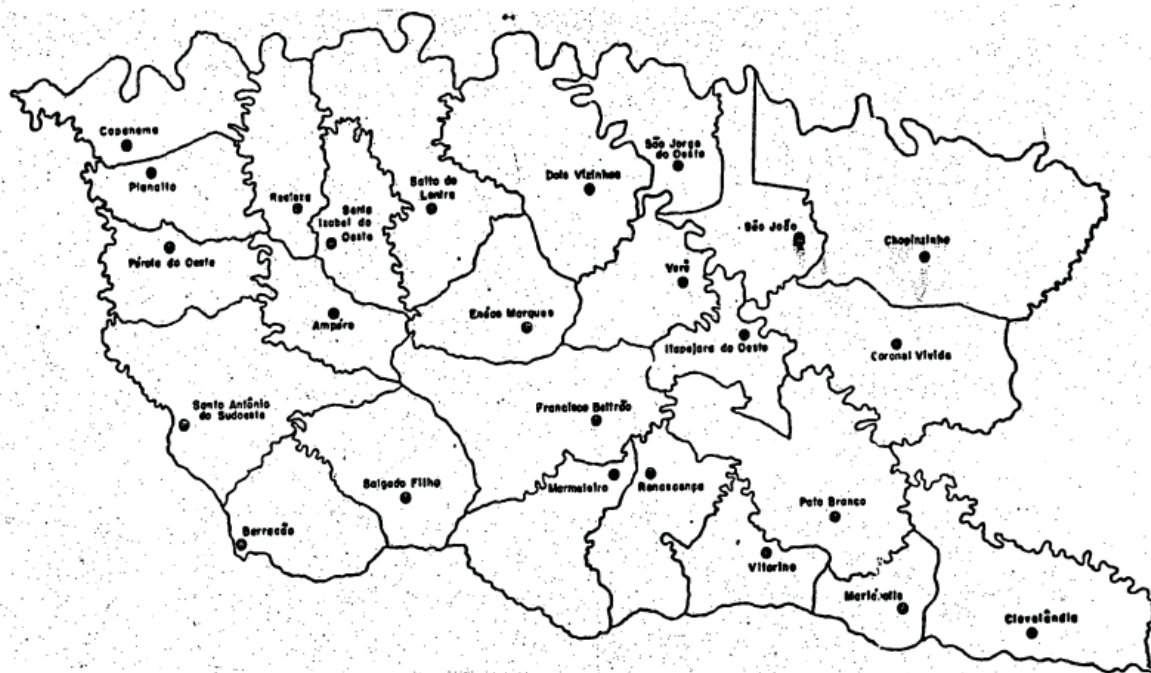 Capanema
Planalto
Pérola do Oeste
Realeza
Santa
Izabel do
Oeste
Salto do
Lontra
Dois Vizinhos
São Jorge
do Oeste
São João
Chopinzinho
Verê
Ampére
Enéas Marques
Itapejara do Oeste
Coronel Vivida
Santo Antônio
do Sudoeste
Francisco Beltrão
Salgado Filho
Marmeleiro
Renascença
Pato Branco
Barracão
Vitorino
Mariópolis
Clevelândia